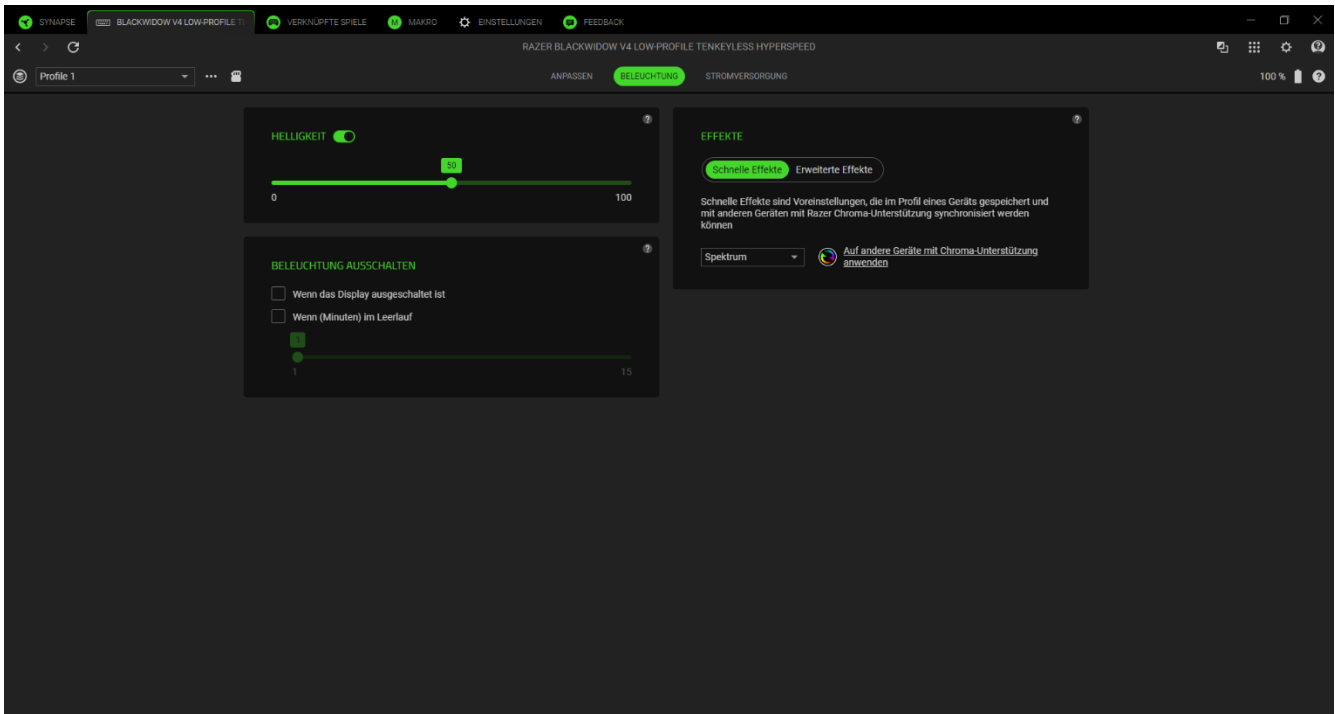 SYNAPSE
BLACKWIDOW V4 LOW-PROFILE T
VERKNÜPFTE SPIELE
M
MAKRO
EINSTELLUNGEN
FEEDBACK
RAZER BLACKWIDOW V4 LOW-PROFILE TENKEYLESS HYPERSPEED
Profile 1
ANPASSEN
BELEUCHTUNG
STROMVERSORGUNG
100 %
?
HELLIGKEIT
?
50
0
100
BELEUCHTUNG AUSSCHALTEN
?
Wenn das Display ausgeschaltet ist
Wenn (Minuten) im Leerlauf
1
1
15
EFFEKTE
?
Schnelle Effekte
Erweiterte Effekte
Schnelle Effekte sind Voreinstellungen, die im Profil eines Geräts gespeichert und
mit anderen Geräten mit Razer Chroma-Unterstützung synchronisiert werden
können
Spektrum
Auf andere Geräte mit Chroma-Unterstützung
anwenden